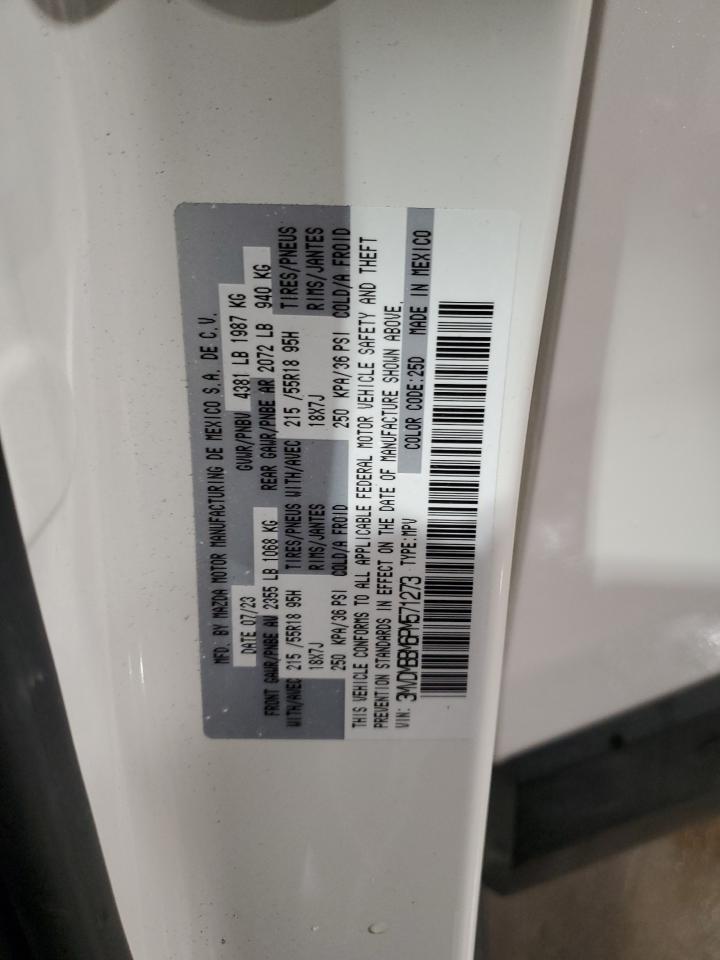 MFD. BY MAZDA MOTOR MANUFACTURING DE MEXICO S.A. DE C.V.
DATE 07/23 GVWR/PNBV 4381 LB 1987 KG
FRONT GAWR/PNBE AV 2355 LB 1068 KG REAR GAWR/PNBE AR 2072 LB 940 KG
WITH/AVEC 215 /55R18 95H TIRES/PNEUS WITH/AVEC 215 /55R18 95H TIRES/PNEUS
18X7J RIMS/JANTES 18X7J RIMS/JANTES
250 KPA/36 PSI COLD/A FROID 250 KPA/36 PSI COLD/A FROID
THIS VEHICLE CONFORMS TO ALL APPLICABLE FEDERAL MOTOR VEHICLE SAFETY AND THEFT
PREVENTION STANDARDS IN EFFECT ON THE DATE OF MANUFACTURE SHOWN ABOVE.
VIN: 3MVDMBBM6PM571273 TYPE:MPV COLOR CODE:25D MADE IN MEXICO